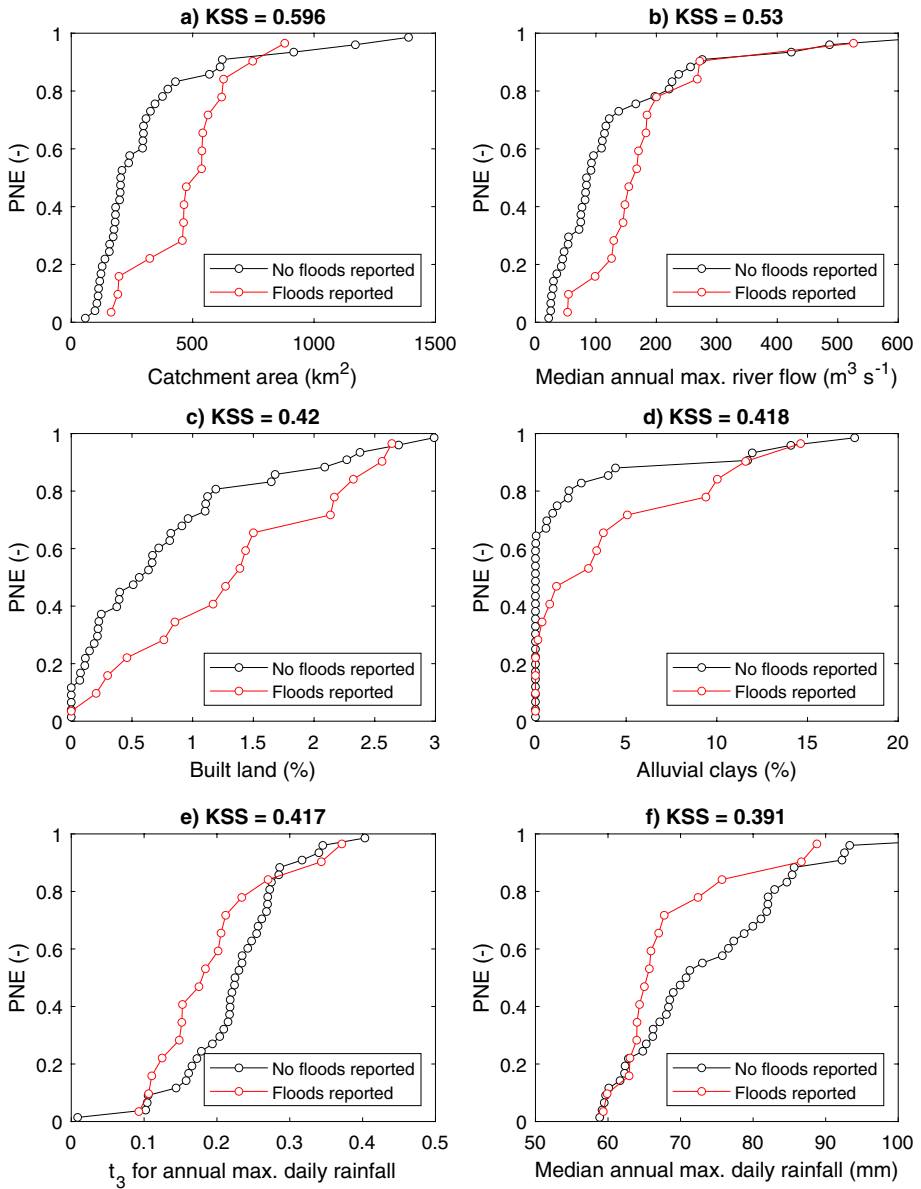 a) KSS = 0.596
b) KSS = 0.53
1
0.8
0.6
0.4
0.2
0
PNE (-)
No floods reported
Floods reported
0 500 1000 1500
Catchment area (km²)
1
0.8
0.6
0.4
0.2
0
PNE (-)
No floods reported
Floods reported
0 100 200 300 400 500 600
Median annual max. river flow (m³ s⁻¹)
c) KSS = 0.42
d) KSS = 0.418
1
0.8
0.6
0.4
0.2
0
PNE (-)
No floods reported
Floods reported
0 0.5 1 1.5 2 2.5 3
Built land (%)
1
0.8
0.6
0.4
0.2
0
PNE (-)
No floods reported
Floods reported
0 5 10 15 20
Alluvial clays (%)
e) KSS = 0.417
f) KSS = 0.391
1
0.8
0.6
0.4
0.2
0
PNE (-)
No floods reported
Floods reported
0 0.1 0.2 0.3 0.4 0.5
t₃ for annual max. daily rainfall
1
0.8
0.6
0.4
0.2
0
PNE (-)
No floods reported
Floods reported
50 60 70 80 90 100
Median annual max. daily rainfall (mm)